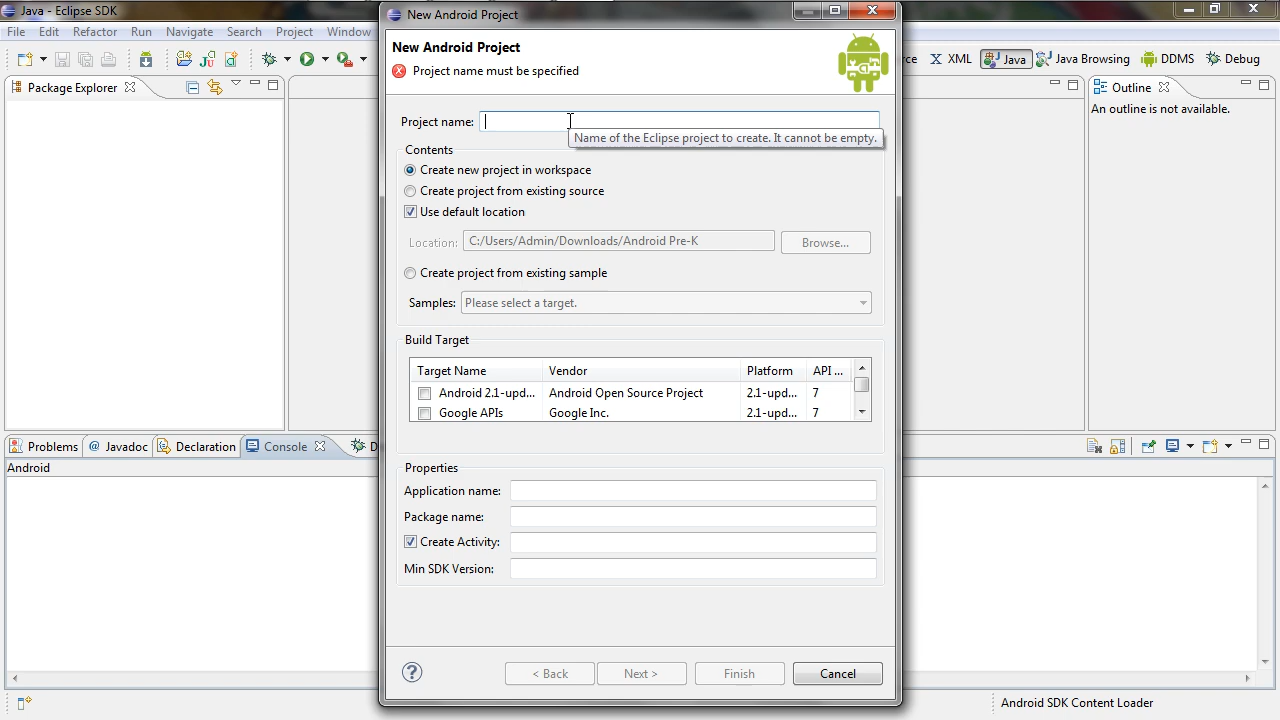 Java - Eclipse SDK
New Android Project
File Edit Refactor Run Navigate Search Project Window
XML Java Java Browsing DDMS Debug
New Android Project
Project name must be specified
Package Explorer
Outline
An outline is not available.
Project name:
Name of the Eclipse project to create. It cannot be empty.
Contents
Create new project in workspace
Create project from existing source
Use default location
Location: C:/Users/Admin/Downloads/Android Pre-K Browse...
Create project from existing sample
Samples: Please select a target.
Build Target
Target Name Vendor Platform API ...
Android 2.1-upd... Android Open Source Project 2.1-upd... 7
Google APIs Google Inc. 2.1-upd... 7
Problems @ Javadoc Declaration Console D
Android
Properties
Application name:
Package name:
Create Activity:
Min SDK Version:
? < Back Next > Finish Cancel
Android SDK Content Loader